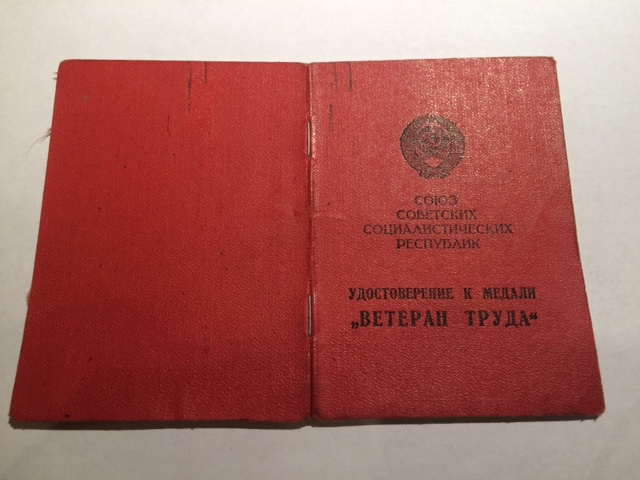 СОЮЗ
СОВЕТСКИХ
СОЦИАЛИСТИЧЕСКИХ
РЕСПУБЛИК
УДОСТОВЕРЕНИЕ К МЕДАЛИ
„ВЕТЕРАН ТРУДА“